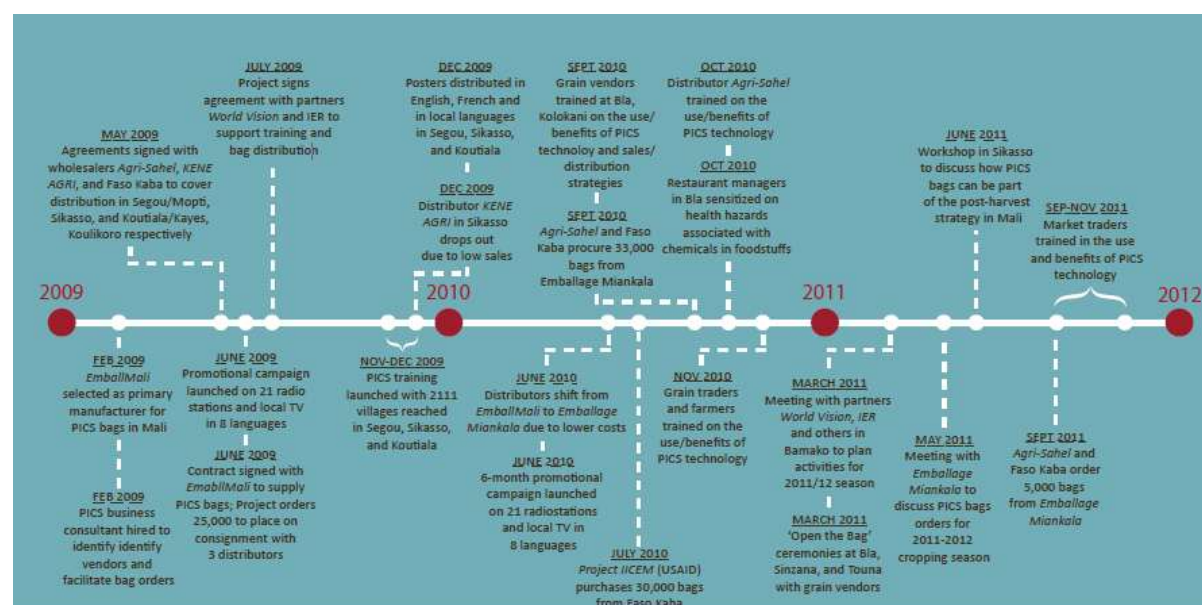 JULY 2009
Project signs
agreement with partners
World Vision and IER to
support training and
bag distribution
DEC 2009
Posters distributed in
English, French and
in local languages
in Segou, Sikasso,
and Koutiala
SEPT 2010
Grain vendors
trained at Bla,
Kolokani on the use/
benefits of PICS
technoloy and sales/
distribution
strategies
OCT 2010
Distributor Agri-Sahel
trained on the
use/benefits of
PICS technology
MAY 2009
Agreements signed with
wholesalers Agri-Sahel, KENE
AGRI, and Faso Kaba to cover
distribution in Segou/Mopti,
Sikasso, and Koutiala/Kayes,
Koulikoro respectively
DEC 2009
Distributor KENE
AGRI in Sikasso
drops out
due to low sales
SEPT 2010
Agri-Sahel and Faso
Kaba procure 33,000
bags from
Emballage Miankala
OCT 2010
Restaurant managers
in Bla sensitized on
health hazards
associated with
chemicals in foodstuffs
JUNE 2011
Workshop in Sikasso
to discuss how PICS
bags can be part
of the post-harvest
strategy in Mali
SEP-NOV 2011
Market traders
trained in the use
and benefits of PICS
technology
2009
2010
2011
2012
FEB 2009
EmballMali
selected as primary
manufacturer for
PICS bags in Mali
FEB 2009
PICS business
consultant hired to
identify identify
vendors and
facilitate bag orders
JUNE 2009
Promotional campaign
launched on 21 radio
stations and local TV
in 8 languages
JUNE 2009
Contract signed with
EmabllMali to supply
PICS bags; Project orders
25,000 to place on
consignment with
3 distributors
NOV-DEC 2009
PICS training
launched with 2111
villages reached
in Segou, Sikasso,
and Koutiala
JUNE 2010
Distributors shift from
EmballMali to Emballage
Miankala due to lower costs
JUNE 2010
6-month promotional
campaign launched
on 21 radiostations
and local TV in
8 languages
JULY 2010
Project IICEM (USAID)
purchases 30,000 bags
from Faso Kaba
NOV 2010
Grain traders
and farmers
trained on the
use/benefits of
PICS technology
MARCH 2011
Meeting with partners
World Vision, IER
and others in
Bamako to plan
activities for
2011/12 season
MARCH 2011
'Open the Bag'
ceremonies at Bla,
Sinzana, and Touna
with grain vendors
MAY 2011
Meeting with
Emballage
Miankala to
discuss PICS bags
orders for
2011-2012
cropping season
SEPT 2011
Agri-Sahel and
Faso Kaba order
5,000 bags
from Emballage
Miankala